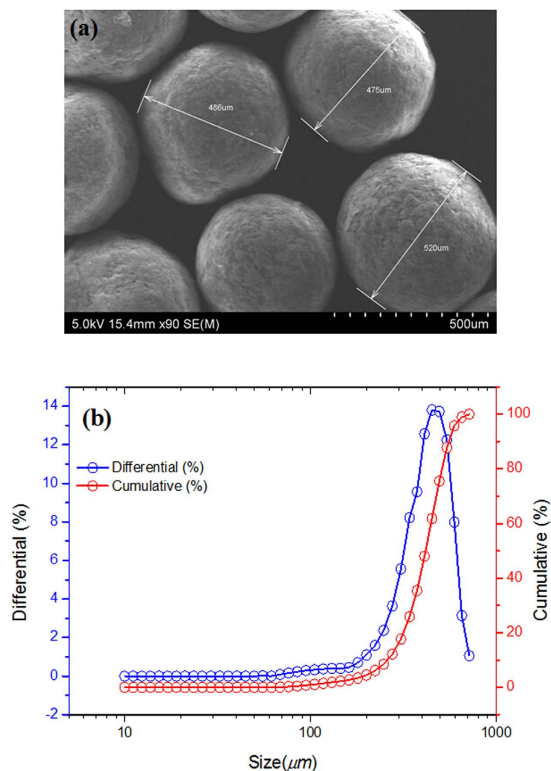 (a)
486um
475um
520um
5.0kV 15.4mm x90 SE(M)
500um
(b)
Differential (%)
Cumulative (%)
Differential (%)
14
12
10
8
6
4
2
0
-2
Cumulative (%)
100
80
60
40
20
0
10
100
1000
Size(μm)